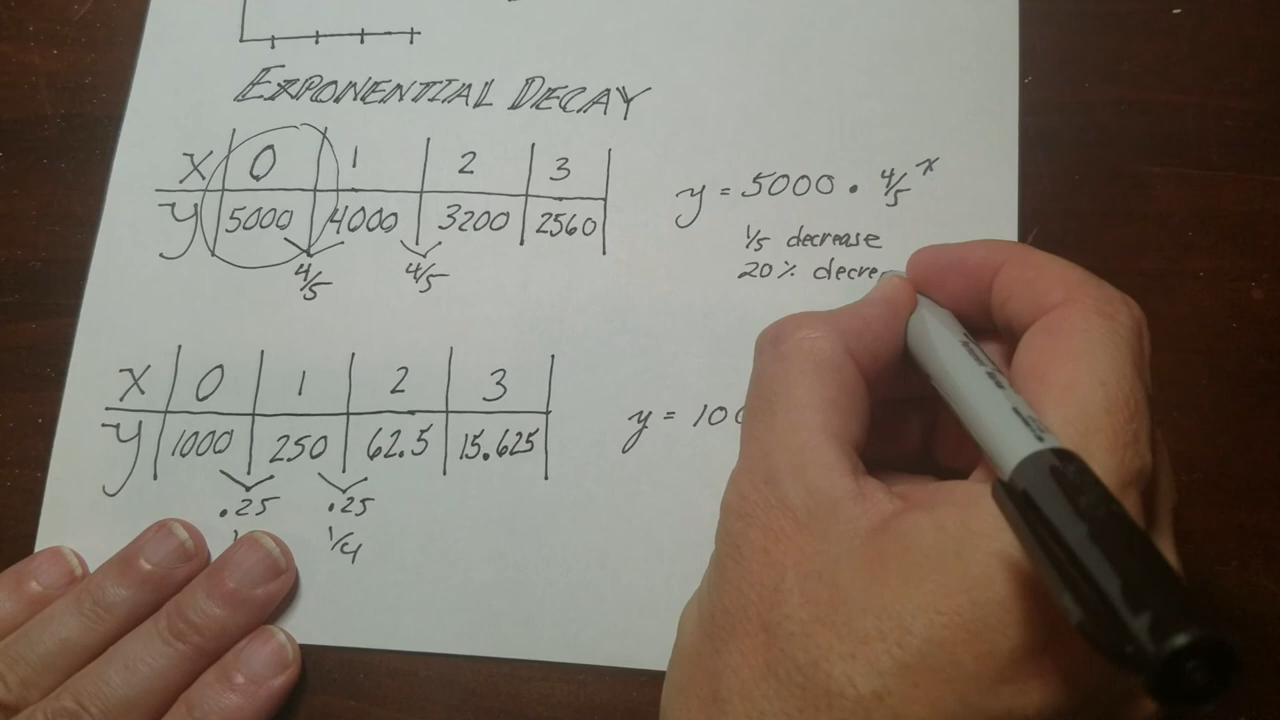 EXPONENTIAL DECAY
X 0 1 2 3
y 5000 4000 3200 2560
4/5 4/5
y = 5000 . 4/5 x
1/5 decrease
20% decre
X 0 1 2 3
y 1000 250 62.5 15.625
.25 .25
1/4
y = 100